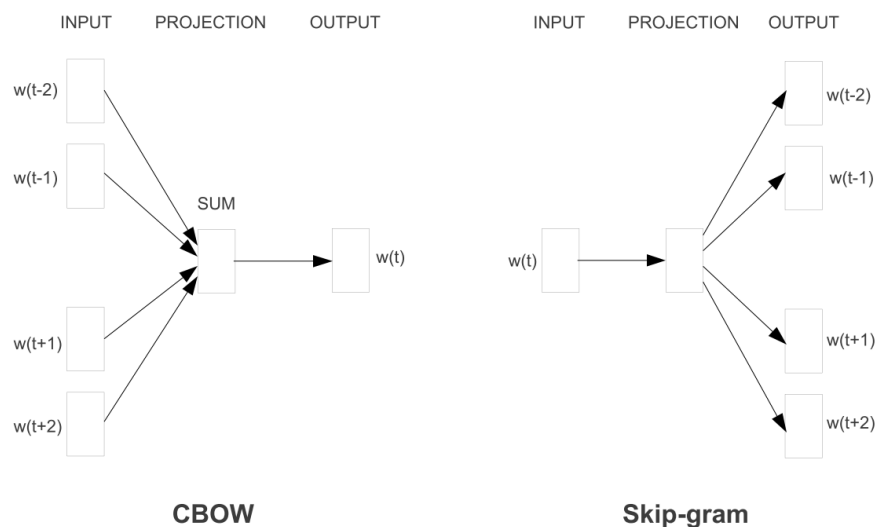 INPUT PROJECTION OUTPUT
w(t-2)
w(t-1)
SUM
w(t)
w(t+1)
w(t+2)
CBOW
INPUT PROJECTION OUTPUT
w(t-2)
w(t-1)
w(t)
w(t+1)
w(t+2)
Skip-gram